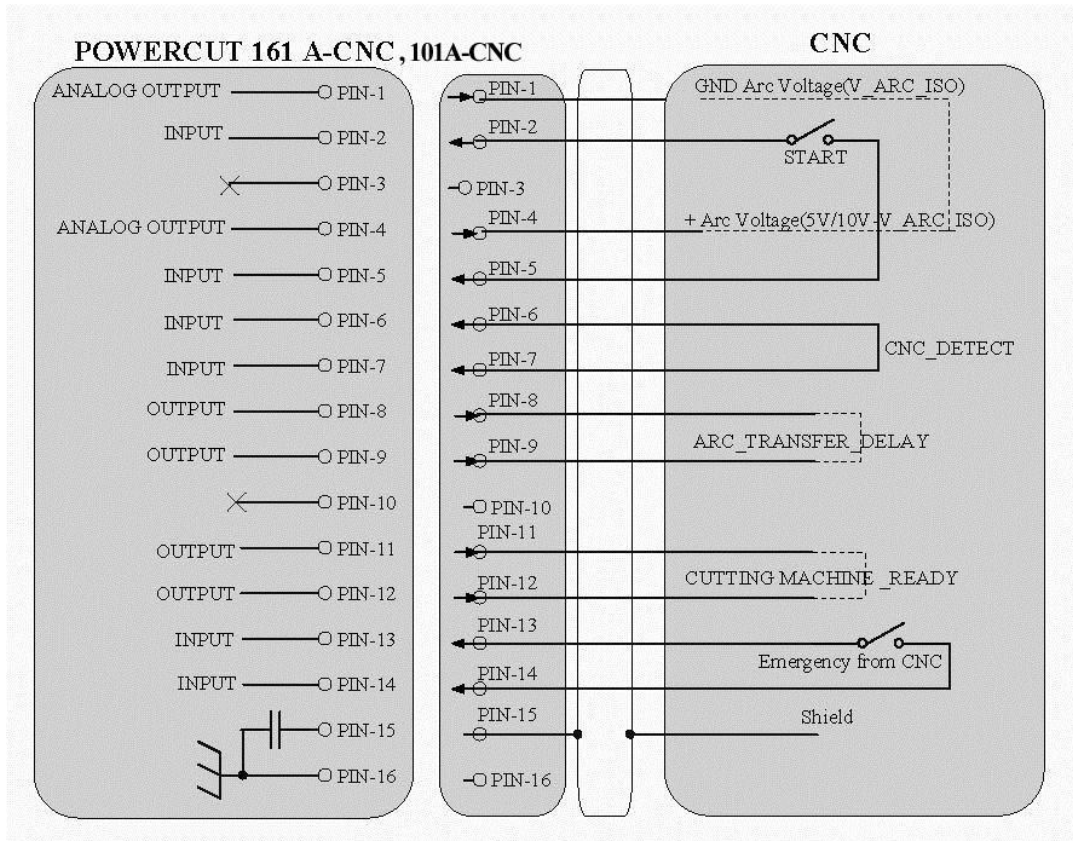 POWERCUT 161 A-CNC, 101A-CNC
CNC
ANALOG OUTPUT PIN-1
INPUT PIN-2
PIN-3
ANALOG OUTPUT PIN-4
INPUT PIN-5
INPUT PIN-6
INPUT PIN-7
OUTPUT PIN-8
OUTPUT PIN-9
PIN-10
OUTPUT PIN-11
OUTPUT PIN-12
INPUT PIN-13
INPUT PIN-14
PIN-15
PIN-16
PIN-1
PIN-2
PIN-3
PIN-4
PIN-5
PIN-6
PIN-7
PIN-8
PIN-9
PIN-10
PIN-11
PIN-12
PIN-13
PIN-14
PIN-15
PIN-16
GND Arc Voltage(V_ARC_ISO)
START
+ Arc Voltage(5V/10V-V_ARC_ISO)
CNC_DETECT
ARC_TRANSFER_DELAY
CUTTING MACHINE_READY
Emergency from CNC
Shield